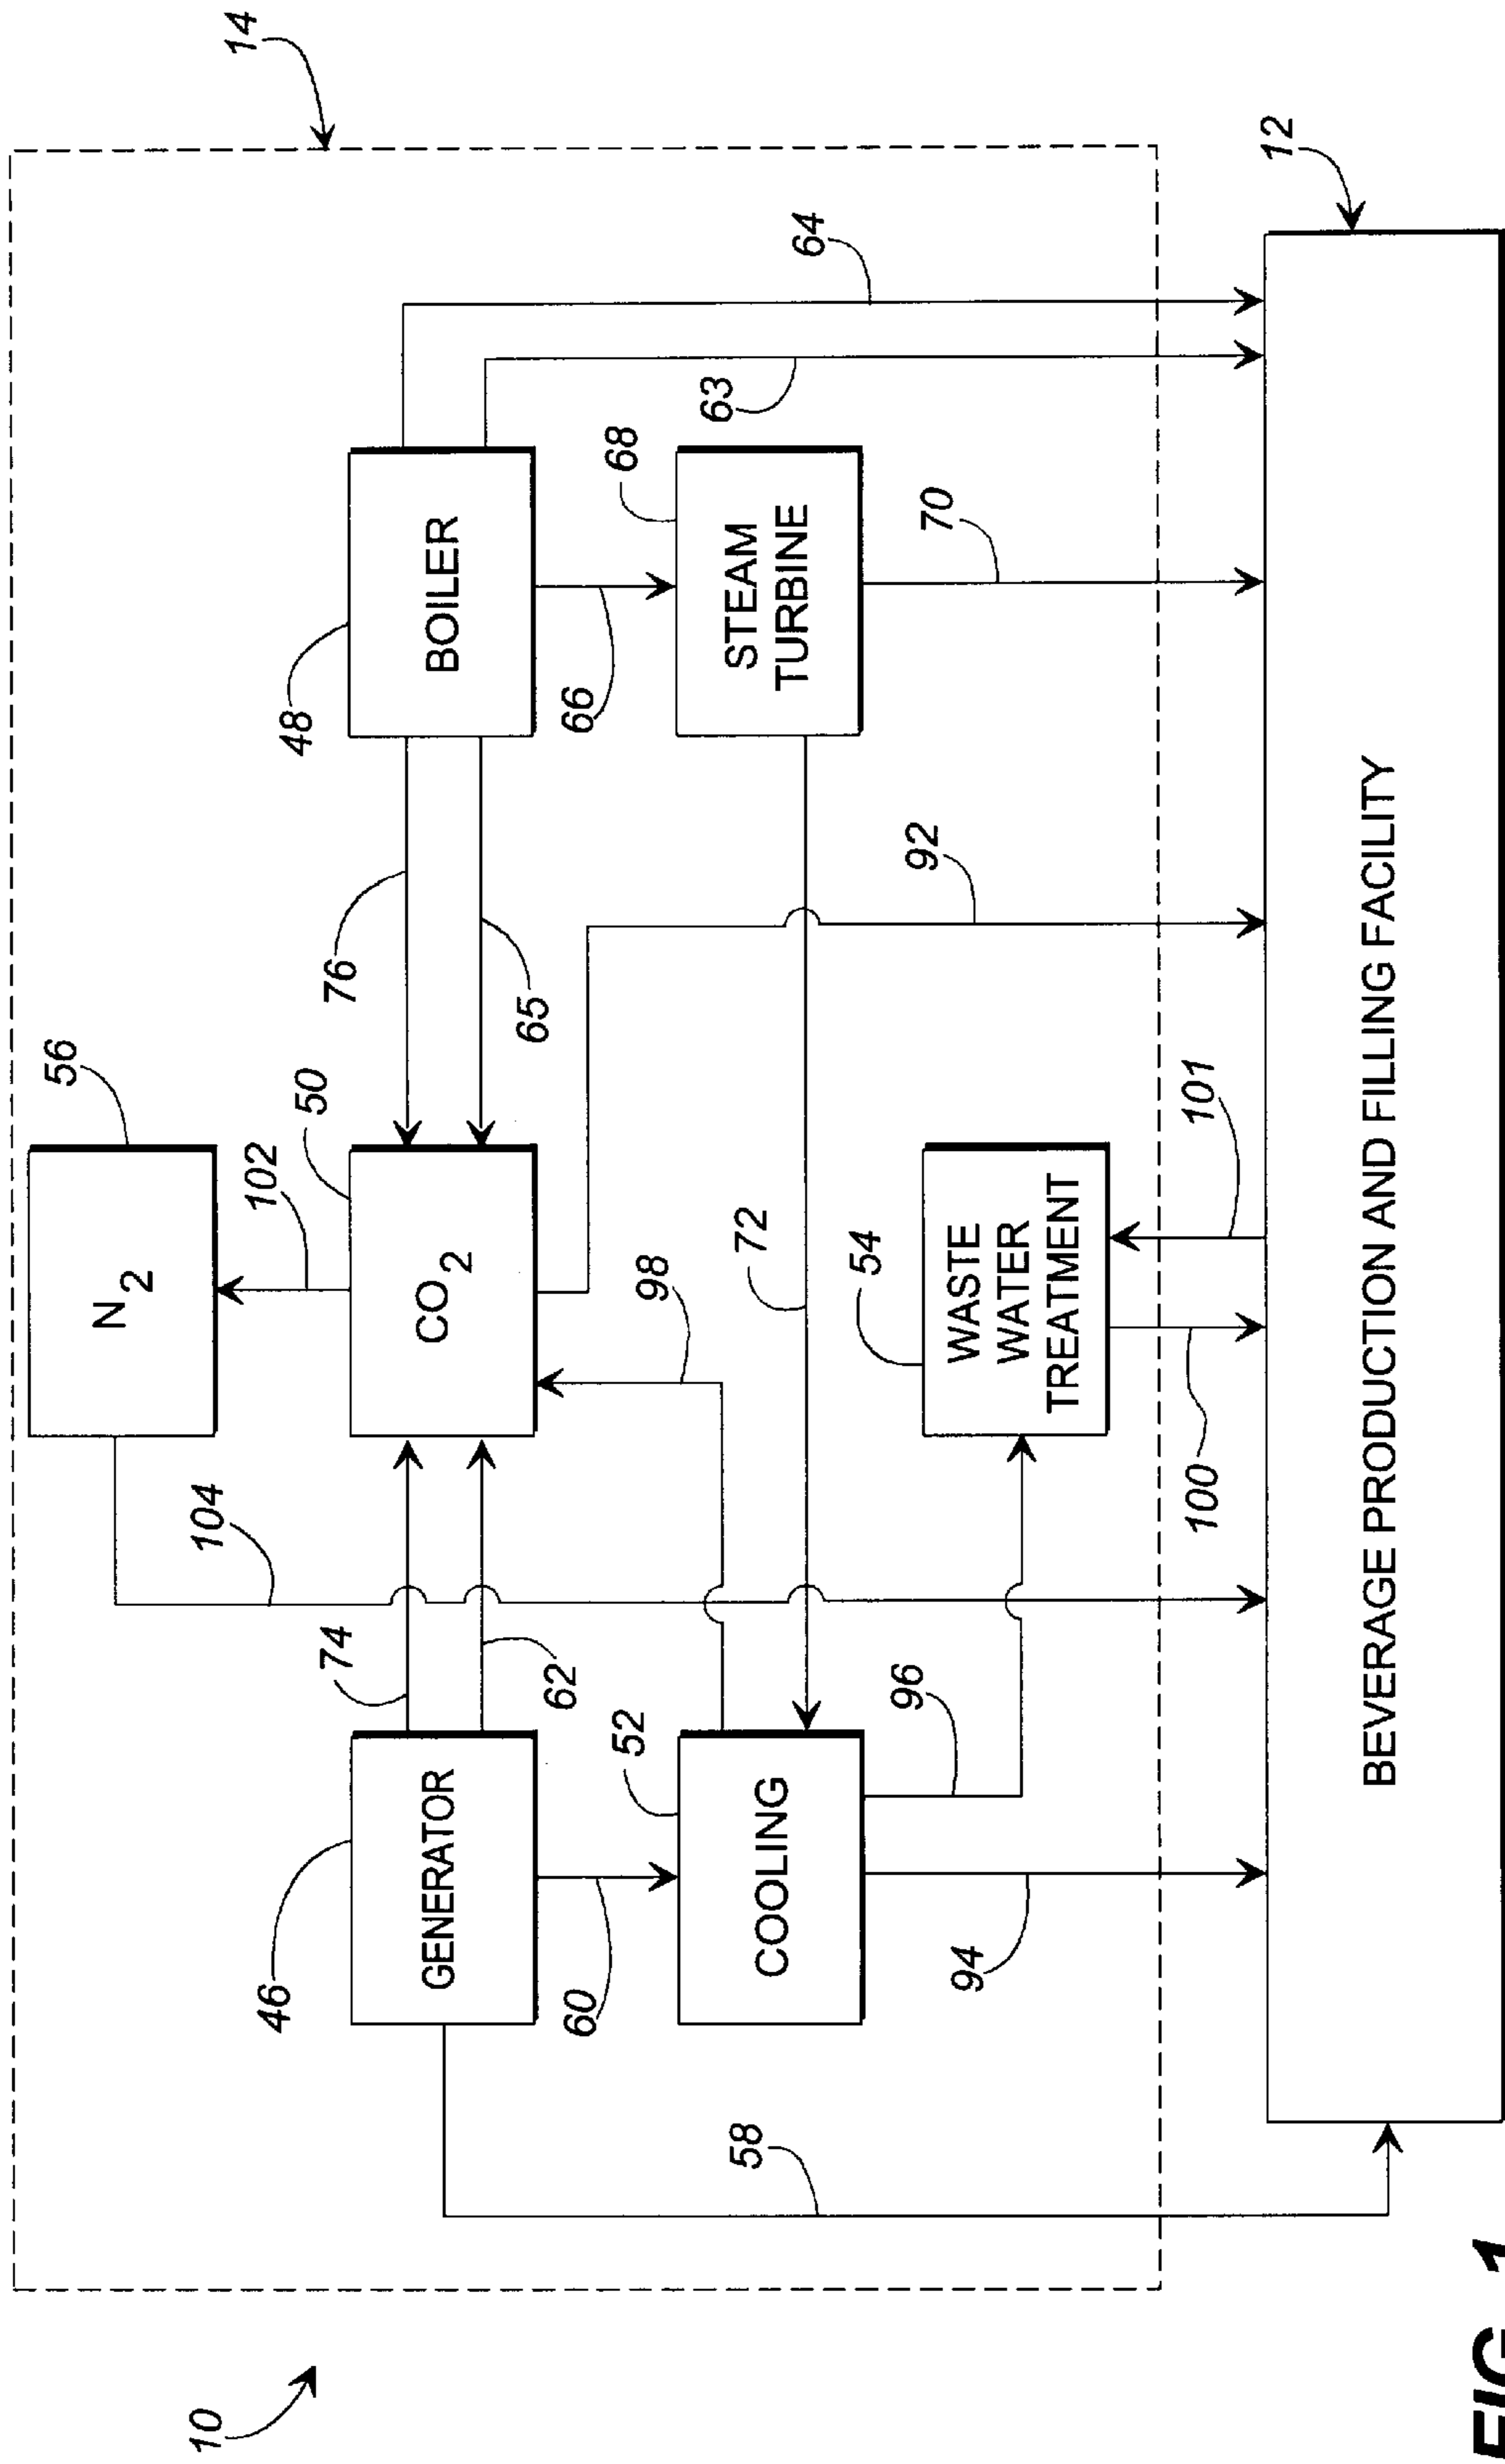 10
14
56
N2
104
102
46
GENERATOR
74
62
50
CO2
76
65
48
BOILER
64
63
60
52
COOLING
98
72
66
68
STEAM
TURBINE
92
70
96
54
WASTE
WATER
TREATMENT
58
94
100
101
12
BEVERAGE PRODUCTION AND FILLING FACILITY
FIG. 1